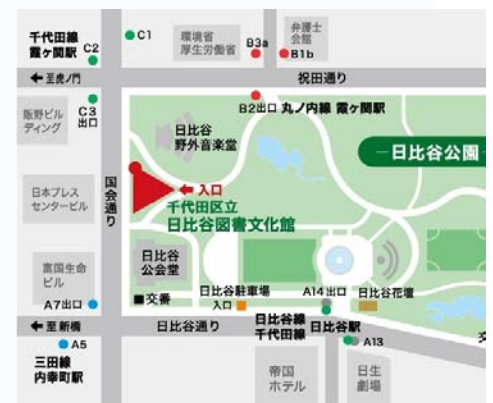 千代田線
霞ヶ関駅
C2
C1
環境省
厚生労働省
B3a
弁護士
会館
B1b
←至虎ノ門
祝田通り
C3
出口
飯野ビル
ディング
B2出口 丸ノ内線 霞ヶ関駅
日比谷
野外音楽堂
日比谷公園
国会通り
←入口
千代田区立
日比谷図書文化館
日本プレス
センタービル
日比谷
公会堂
富国生命
ビル
■交番
日比谷駐車場
入口
A14出口
日比谷花壇
A7出口
←至新橋
日比谷通り
日比谷線
千代田線
日比谷駅
A13
交
A5
三田線
内幸町駅
帝国
ホテル
日生
劇場